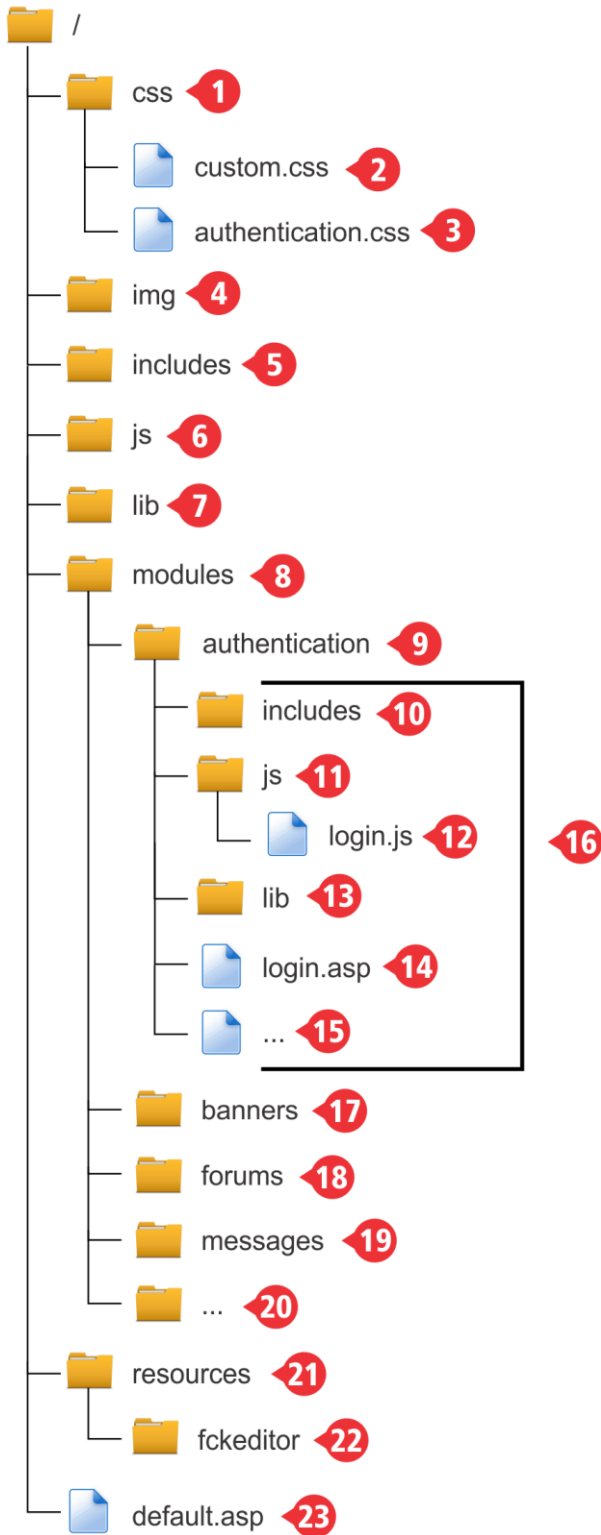 /
css 1
custom.css 2
authentication.css 3
img 4
includes 5
js 6
lib 7
modules 8
authentication 9
includes 10
js 11
login.js 12
16
lib 13
login.asp 14
... 15
banners 17
forums 18
messages 19
... 20
resources 21
fckeditor 22
default.asp 23